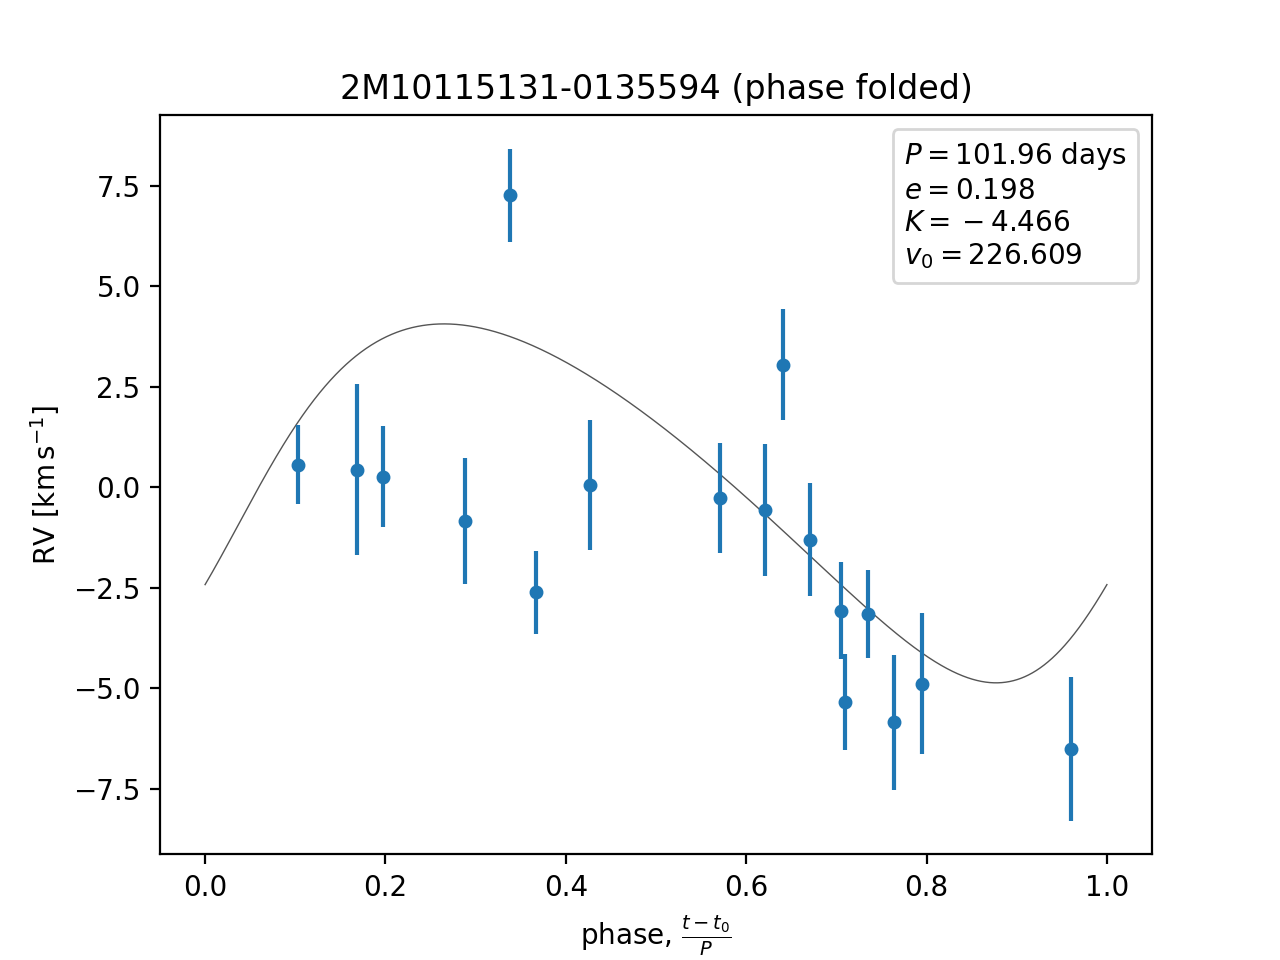 2M10115131-0135594 (phase folded)
P = 101.96 days
e = 0.198
K = −4.466
v₀ = 226.609
RV [km s⁻¹]
7.5
5.0
2.5
0.0
−2.5
−5.0
−7.5
0.0 0.2 0.4 0.6 0.8 1.0
phase, (t − t₀)/P